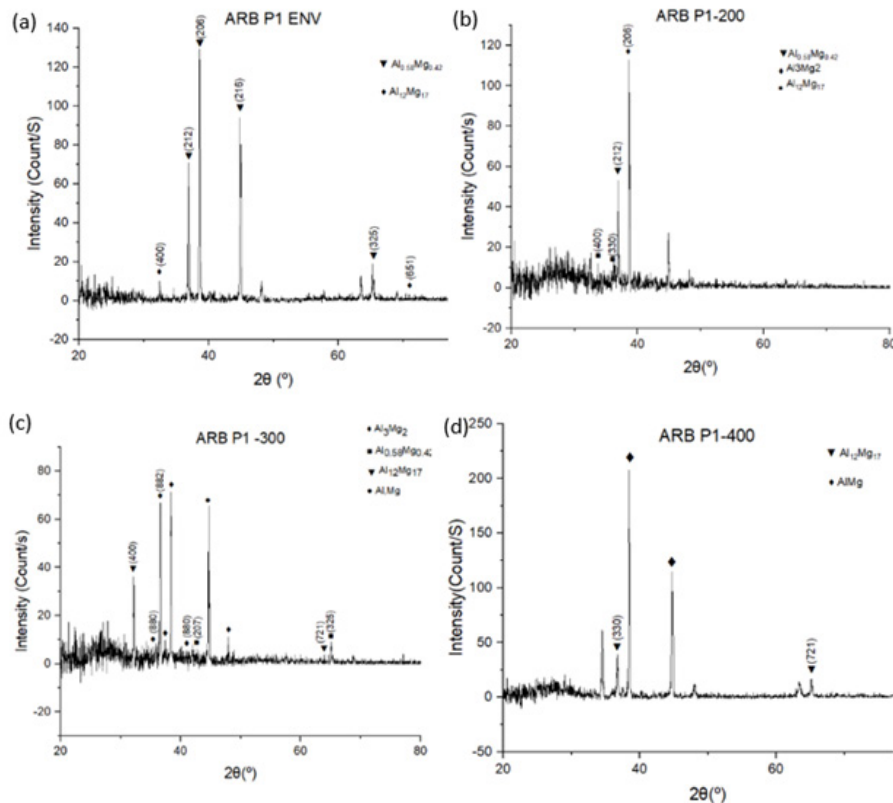 (a)
ARB P1 ENV
(206)
Al0.58Mg0.42
Al12Mg17
(216)
(212)
(400)
(325)
(651)
Intensity (Count/S)
140
120
100
80
60
40
20
0
-20
20 40 60
2θ (º)
(b)
ARB P1-200
(206)
Al0.58Mg0.42
Al3Mg2
Al12Mg17
(212)
(400)
(330)
Intensity (Count/s)
120
100
80
60
40
20
0
-20
20 40 60 80
2θ(º)
(c)
ARB P1 -300
Al3Mg2
Al0.58Mg0.42
Al12Mg17
AlMg
(882)
(400)
(880)
(880)
(207)
(721)
(325)
Intensity (Count/s)
80
60
40
20
0
-20
20 40 60 80
2θ(º)
(d)
ARB P1-400
Al12Mg17
AlMg
(330)
(721)
Intensity(Count/S)
250
200
150
100
50
0
-50
20 40 60
2θ(º)